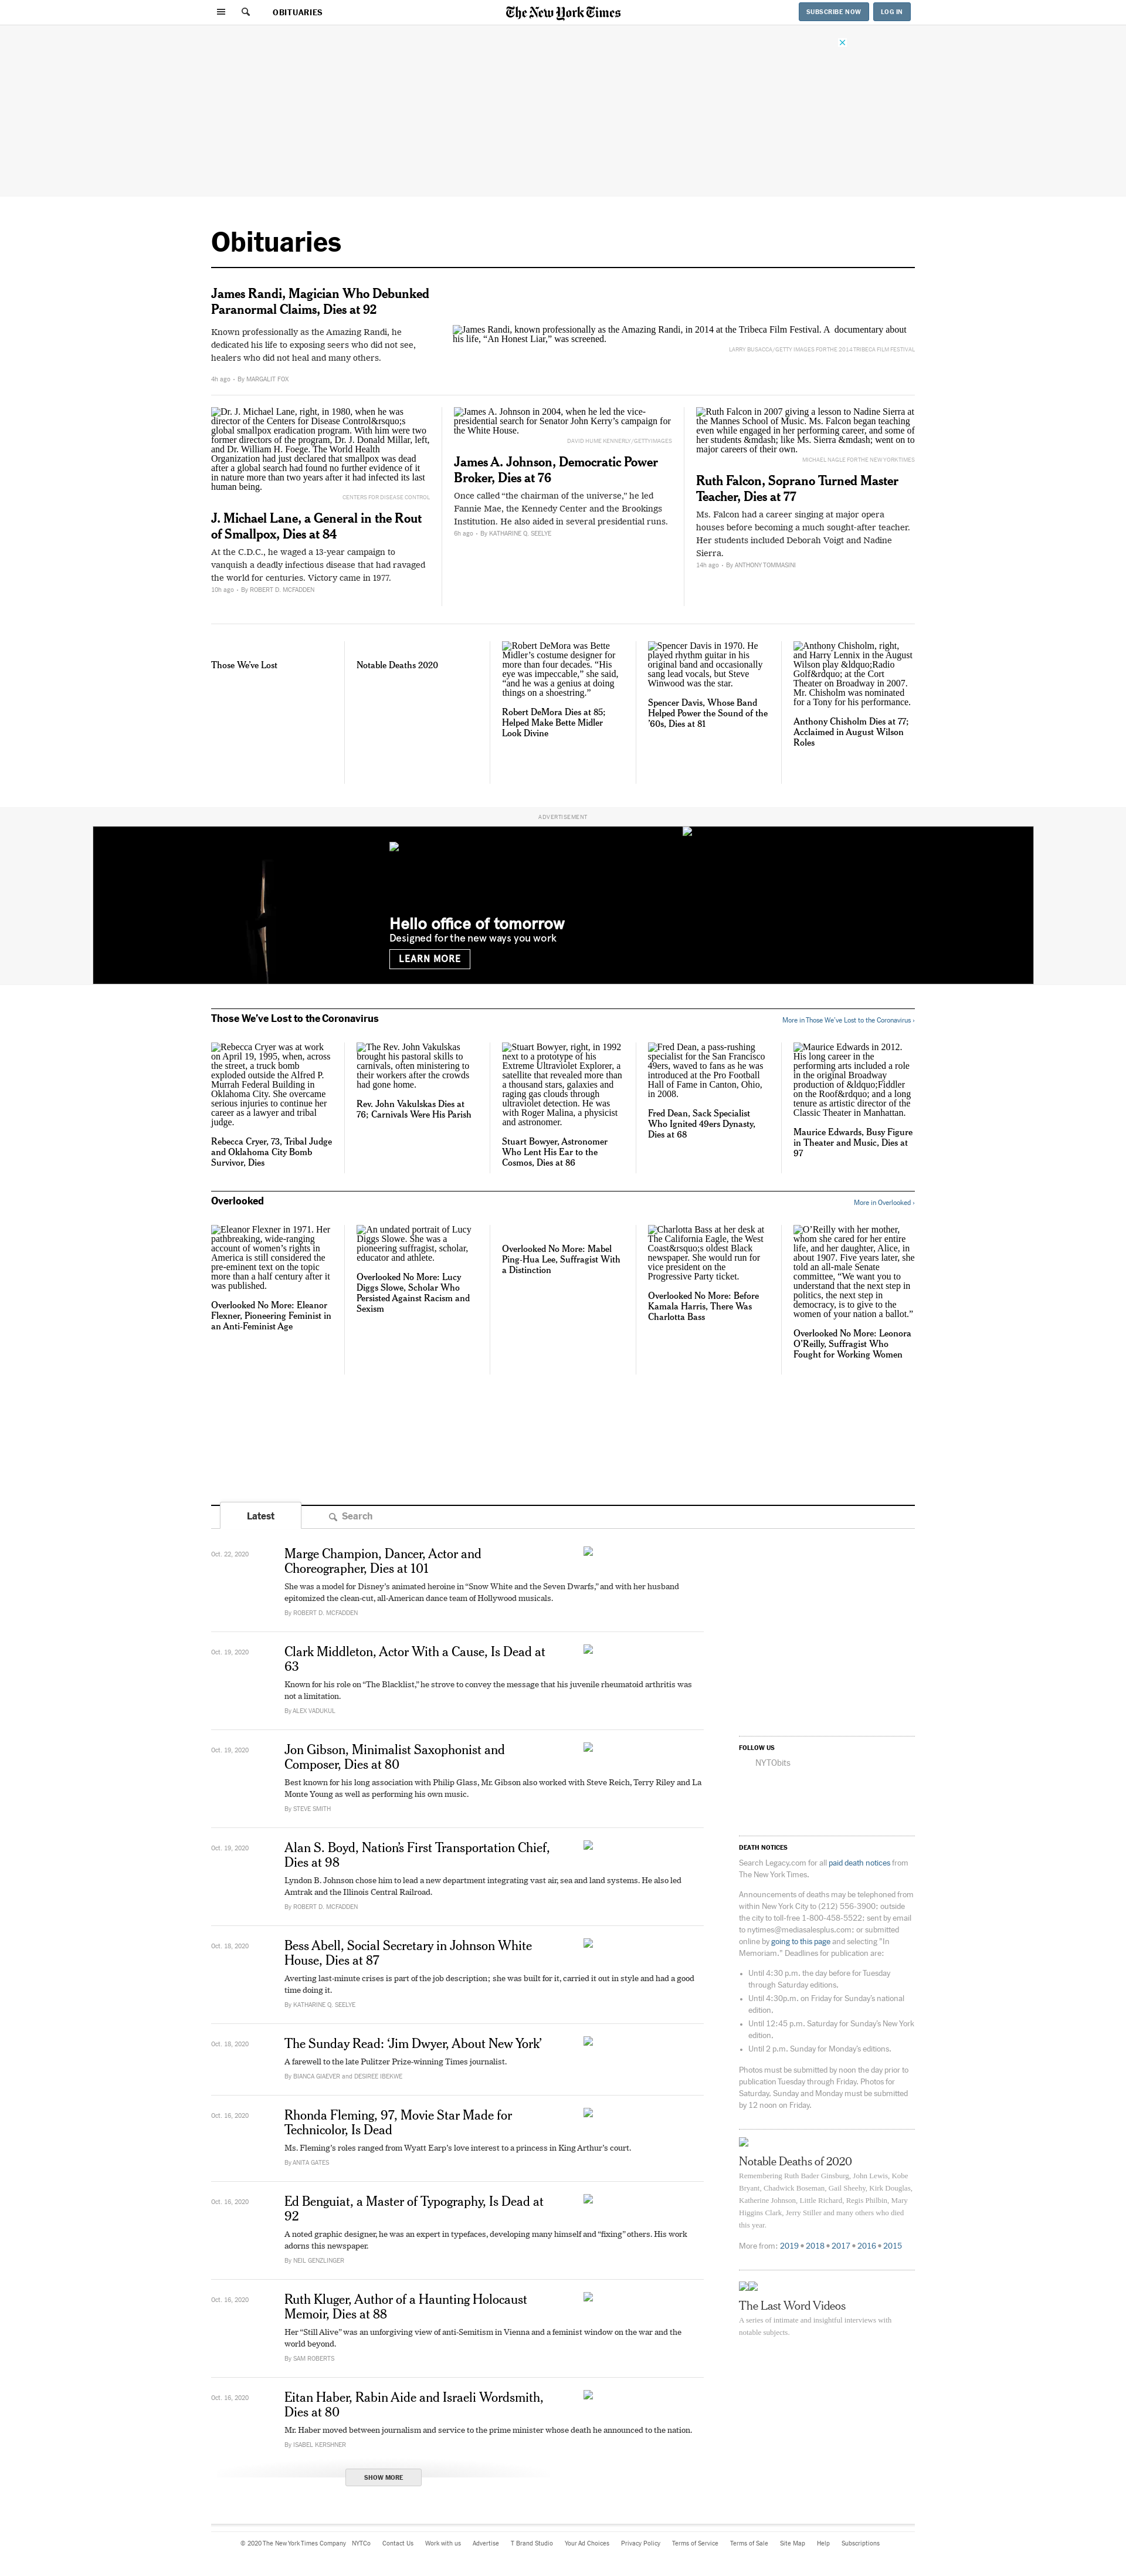 OBITUARIES
The New York Times
SUBSCRIBE NOW
LOG IN
Obituaries
James Randi, Magician Who Debunked
Paranormal Claims, Dies at 92
Known professionally as the Amazing Randi, he
dedicated his life to exposing seers who did not see,
healers who did not heal and many others.
4h ago • By MARGALIT FOX
James Randi, known professionally as the Amazing Randi, in 2014 at the Tribeca Film Festival. A documentary about
his life, “An Honest Liar,” was screened.
LARRY BUSACCA/GETTY IMAGES FOR THE 2014 TRIBECA FILM FESTIVAL
Dr. J. Michael Lane, right, in 1980, when he was
director of the Centers for Disease Control&rsquo;s
global smallpox eradication program. With him were two
former directors of the program, Dr. J. Donald Millar, left,
and Dr. William H. Foege. The World Health
Organization had just declared that smallpox was dead
after a global search had found no further evidence of it
in nature more than two years after it had infected its last
human being.
CENTERS FOR DISEASE CONTROL
J. Michael Lane, a General in the Rout
of Smallpox, Dies at 84
At the C.D.C., he waged a 13-year campaign to
vanquish a deadly infectious disease that had ravaged
the world for centuries. Victory came in 1977.
10h ago • By ROBERT D. MCFADDEN
James A. Johnson in 2004, when he led the vice-
presidential search for Senator John Kerry’s campaign for
the White House.
DAVID HUME KENNERLY/GETTY IMAGES
James A. Johnson, Democratic Power
Broker, Dies at 76
Once called “the chairman of the universe,” he led
Fannie Mae, the Kennedy Center and the Brookings
Institution. He also aided in several presidential runs.
6h ago • By KATHARINE Q. SEELYE
Ruth Falcon in 2007 giving a lesson to Nadine Sierra at
the Mannes School of Music. Ms. Falcon began teaching
even while engaged in her performing career, and some of
her students &mdash; like Ms. Sierra &mdash; went on to
major careers of their own.
MICHAEL NAGLE FOR THE NEW YORK TIMES
Ruth Falcon, Soprano Turned Master
Teacher, Dies at 77
Ms. Falcon had a career singing at major opera
houses before becoming a much sought-after teacher.
Her students included Deborah Voigt and Nadine
Sierra.
14h ago • By ANTHONY TOMMASINI
Those We’ve Lost
Notable Deaths 2020
Robert DeMora was Bette
Midler’s costume designer for
more than four decades. “His
eye was impeccable,” she said,
“and he was a genius at doing
things on a shoestring.”
Robert DeMora Dies at 85;
Helped Make Bette Midler
Look Divine
Spencer Davis in 1970. He
played rhythm guitar in his
original band and occasionally
sang lead vocals, but Steve
Winwood was the star.
Spencer Davis, Whose Band
Helped Power the Sound of the
’60s, Dies at 81
Anthony Chisholm, right,
and Harry Lennix in the August
Wilson play &ldquo;Radio
Golf&rdquo; at the Cort
Theater on Broadway in 2007.
Mr. Chisholm was nominated
for a Tony for his performance.
Anthony Chisholm Dies at 77;
Acclaimed in August Wilson
Roles
ADVERTISEMENT
Hello office of tomorrow
Designed for the new ways you work
LEARN MORE
Those We’ve Lost to the Coronavirus
More in Those We’ve Lost to the Coronavirus ›
Rebecca Cryer was at work
on April 19, 1995, when, across
the street, a truck bomb
exploded outside the Alfred P.
Murrah Federal Building in
Oklahoma City. She overcame
serious injuries to continue her
career as a lawyer and tribal
judge.
Rebecca Cryer, 73, Tribal Judge
and Oklahoma City Bomb
Survivor, Dies
The Rev. John Vakulskas
brought his pastoral skills to
carnivals, often ministering to
their workers after the crowds
had gone home.
Rev. John Vakulskas Dies at
76; Carnivals Were His Parish
Stuart Bowyer, right, in 1992
next to a prototype of his
Extreme Ultraviolet Explorer, a
satellite that revealed more than
a thousand stars, galaxies and
raging gas clouds through
ultraviolet detection. He was
with Roger Malina, a physicist
and astronomer.
Stuart Bowyer, Astronomer
Who Lent His Ear to the
Cosmos, Dies at 86
Fred Dean, a pass-rushing
specialist for the San Francisco
49ers, waved to fans as he was
introduced at the Pro Football
Hall of Fame in Canton, Ohio,
in 2008.
Fred Dean, Sack Specialist
Who Ignited 49ers Dynasty,
Dies at 68
Maurice Edwards in 2012.
His long career in the
performing arts included a role
in the original Broadway
production of &ldquo;Fiddler
on the Roof&rdquo; and a long
tenure as artistic director of the
Classic Theater in Manhattan.
Maurice Edwards, Busy Figure
in Theater and Music, Dies at
97
Overlooked
More in Overlooked ›
Eleanor Flexner in 1971. Her
pathbreaking, wide-ranging
account of women’s rights in
America is still considered the
pre-eminent text on the topic
more than a half century after it
was published.
Overlooked No More: Eleanor
Flexner, Pioneering Feminist in
an Anti-Feminist Age
An undated portrait of Lucy
Diggs Slowe. She was a
pioneering suffragist, scholar,
educator and athlete.
Overlooked No More: Lucy
Diggs Slowe, Scholar Who
Persisted Against Racism and
Sexism
Overlooked No More: Mabel
Ping-Hua Lee, Suffragist With
a Distinction
Charlotta Bass at her desk at
The California Eagle, the West
Coast&rsquo;s oldest Black
newspaper. She would run for
vice president on the
Progressive Party ticket.
Overlooked No More: Before
Kamala Harris, There Was
Charlotta Bass
O’Reilly with her mother,
whom she cared for her entire
life, and her daughter, Alice, in
about 1907. Five years later, she
told an all-male Senate
committee, “We want you to
understand that the next step in
politics, the next step in
democracy, is to give to the
women of your nation a ballot.”
Overlooked No More: Leonora
O’Reilly, Suffragist Who
Fought for Working Women
Latest
Search
Oct. 22, 2020
Marge Champion, Dancer, Actor and
Choreographer, Dies at 101
She was a model for Disney’s animated heroine in “Snow White and the Seven Dwarfs,” and with her husband
epitomized the clean-cut, all-American dance team of Hollywood musicals.
By ROBERT D. MCFADDEN
Oct. 19, 2020
Clark Middleton, Actor With a Cause, Is Dead at
63
Known for his role on “The Blacklist,” he strove to convey the message that his juvenile rheumatoid arthritis was
not a limitation.
By ALEX VADUKUL
Oct. 19, 2020
Jon Gibson, Minimalist Saxophonist and
Composer, Dies at 80
Best known for his long association with Philip Glass, Mr. Gibson also worked with Steve Reich, Terry Riley and La
Monte Young as well as performing his own music.
By STEVE SMITH
Oct. 19, 2020
Alan S. Boyd, Nation’s First Transportation Chief,
Dies at 98
Lyndon B. Johnson chose him to lead a new department integrating vast air, sea and land systems. He also led
Amtrak and the Illinois Central Railroad.
By ROBERT D. MCFADDEN
Oct. 18, 2020
Bess Abell, Social Secretary in Johnson White
House, Dies at 87
Averting last-minute crises is part of the job description; she was built for it, carried it out in style and had a good
time doing it.
By KATHARINE Q. SEELYE
Oct. 18, 2020
The Sunday Read: ‘Jim Dwyer, About New York’
A farewell to the late Pulitzer Prize-winning Times journalist.
By BIANCA GIAEVER and DESIREE IBEKWE
Oct. 16, 2020
Rhonda Fleming, 97, Movie Star Made for
Technicolor, Is Dead
Ms. Fleming’s roles ranged from Wyatt Earp’s love interest to a princess in King Arthur’s court.
By ANITA GATES
Oct. 16, 2020
Ed Benguiat, a Master of Typography, Is Dead at
92
A noted graphic designer, he was an expert in typefaces, developing many himself and “fixing” others. His work
adorns this newspaper.
By NEIL GENZLINGER
Oct. 16, 2020
Ruth Kluger, Author of a Haunting Holocaust
Memoir, Dies at 88
Her “Still Alive” was an unforgiving view of anti-Semitism in Vienna and a feminist window on the war and the
world beyond.
By SAM ROBERTS
Oct. 16, 2020
Eitan Haber, Rabin Aide and Israeli Wordsmith,
Dies at 80
Mr. Haber moved between journalism and service to the prime minister whose death he announced to the nation.
By ISABEL KERSHNER
SHOW MORE
FOLLOW US
NYTObits
DEATH NOTICES
Search Legacy.com for all paid death notices from
The New York Times.
Announcements of deaths may be telephoned from
within New York City to (212) 556-3900; outside
the city to toll-free 1-800-458-5522; sent by email
to nytimes@mediasalesplus.com; or submitted
online by going to this page and selecting "In
Memoriam." Deadlines for publication are:
• Until 4:30 p.m. the day before for Tuesday
through Saturday editions.
• Until 4:30p.m. on Friday for Sunday’s national
edition.
• Until 12:45 p.m. Saturday for Sunday’s New York
edition.
• Until 2 p.m. Sunday for Monday’s editions.
Photos must be submitted by noon the day prior to
publication Tuesday through Friday. Photos for
Saturday, Sunday and Monday must be submitted
by 12 noon on Friday.
Notable Deaths of 2020
Remembering Ruth Bader Ginsburg, John Lewis, Kobe
Bryant, Chadwick Boseman, Gail Sheehy, Kirk Douglas,
Katherine Johnson, Little Richard, Regis Philbin, Mary
Higgins Clark, Jerry Stiller and many others who died
this year.
More from: 2019 • 2018 • 2017 • 2016 • 2015
The Last Word Videos
A series of intimate and insightful interviews with
notable subjects.
© 2020 The New York Times Company NYTCo Contact Us Work with us Advertise T Brand Studio Your Ad Choices Privacy Policy Terms of Service Terms of Sale Site Map Help Subscriptions